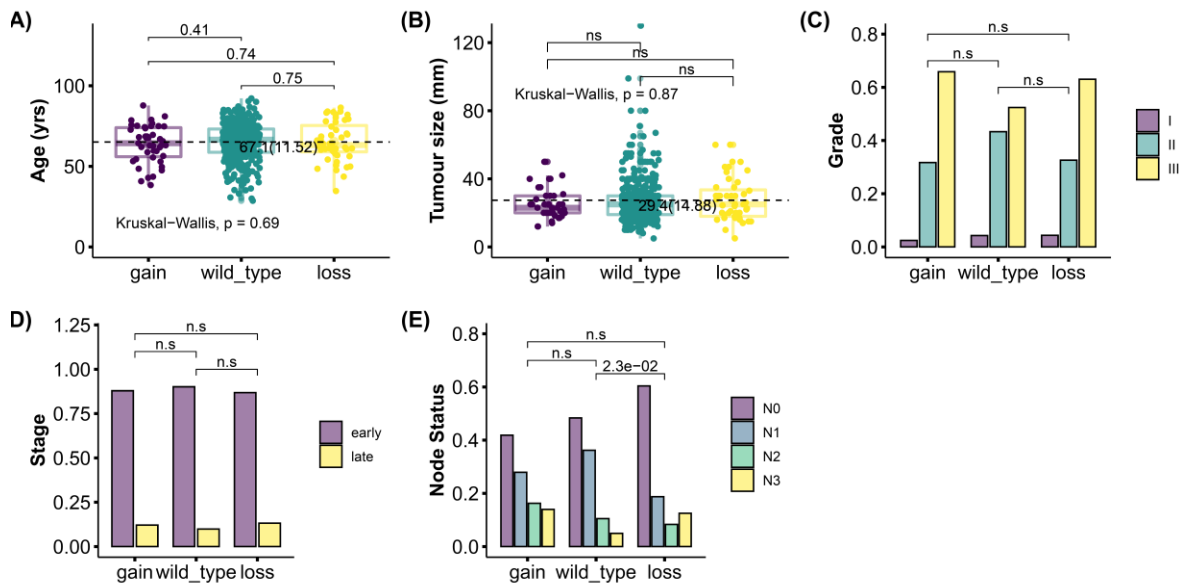 A)
0.41
0.74
0.75
100
50
0
Age (yrs)
67.1(11.52)
Kruskal−Wallis, p = 0.69
gain wild_type loss
(B)
ns
ns
ns
120
80
40
0
Tumour size (mm)
Kruskal−Wallis, p = 0.87
29.4(14.88)
gain wild_type loss
(C)
n.s
n.s
n.s
0.8
0.6
0.4
0.2
0.0
Grade
gain wild_type loss
I
II
III
D)
n.s
n.s
n.s
1.25
1.00
0.75
0.50
0.25
0.00
Stage
gain wild_type loss
early
late
(E)
n.s
n.s
2.3e−02
0.8
0.6
0.4
0.2
0.0
Node Status
gain wild_type loss
N0
N1
N2
N3